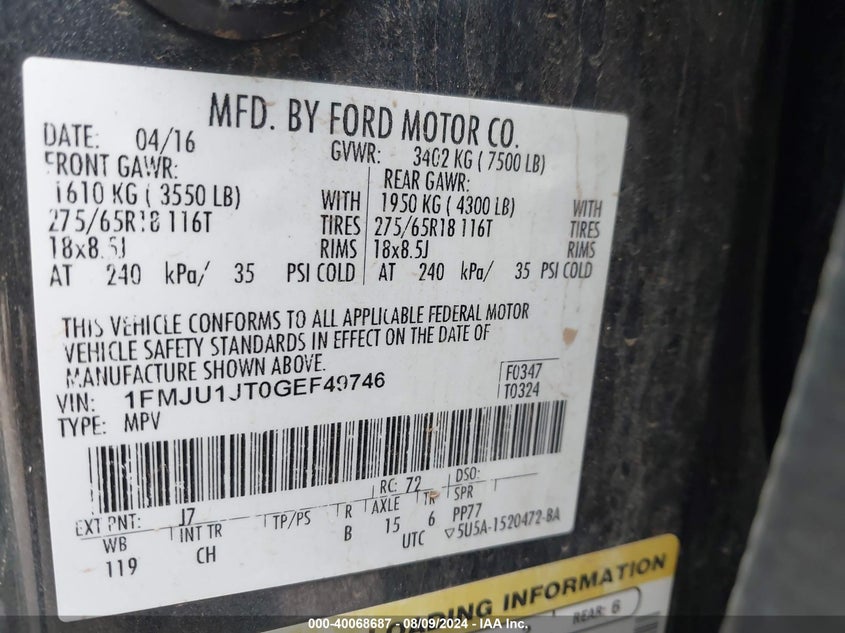 MFD. BY FORD MOTOR CO.
DATE: 04/16 GVWR: 3402 KG ( 7500 LB)
FRONT GAWR: REAR GAWR:
1610 KG ( 3550 LB) WITH 1950 KG ( 4300 LB) WITH
275/65R18 116T TIRES 275/65R18 116T TIRES
18x8.5J RIMS 18x8.5J RIMS
AT 240 kPa/ 35 PSI COLD AT 240 kPa/ 35 PSI COLD
THIS VEHICLE CONFORMS TO ALL APPLICABLE FEDERAL MOTOR
VEHICLE SAFETY STANDARDS IN EFFECT ON THE DATE OF
MANUFACTURE SHOWN ABOVE.
VIN: 1FMJU1JT0GEF49746 F0347
TYPE: MPV T0324
EXT PNT: J7 RC: 72 DSO:
WB INT TR TP/PS R AXLE TR SPR
119 CH B 15 6 PP77
UTC ▽5U5A-1520472-BA
LOADING INFORMATION
REAR: 6
000-40068687 - 08/09/2024 - IAA Inc.